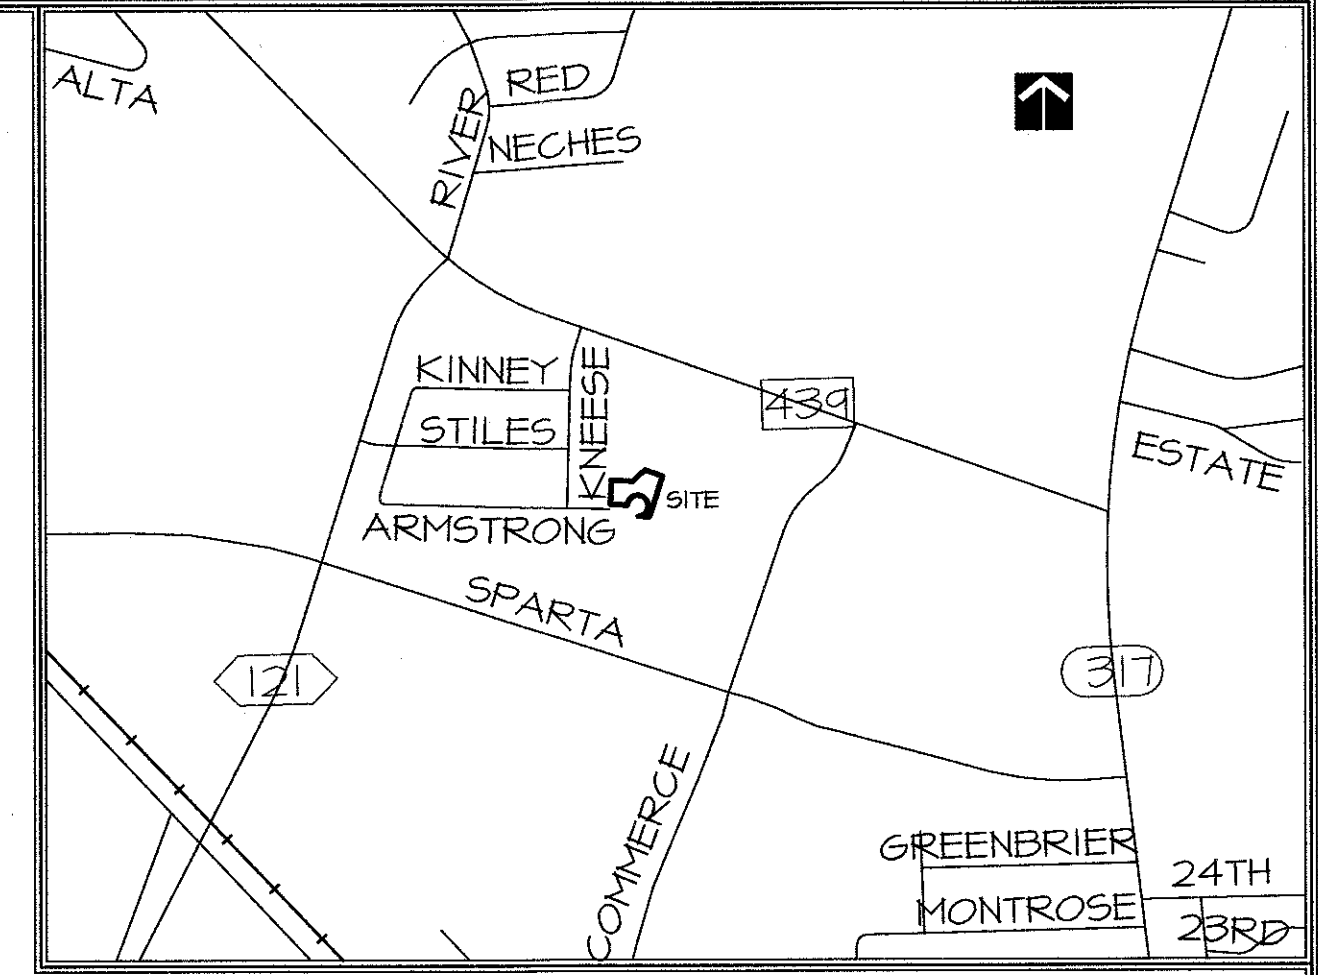 ALTA
RED
RIVER
NECHES
KINNEY
KNEESE
439
STILES
ESTATE
SITE
ARMSTRONG
SPARTA
121
317
COMMERCE
GREENBRIER
24TH
MONTROSE
23RD